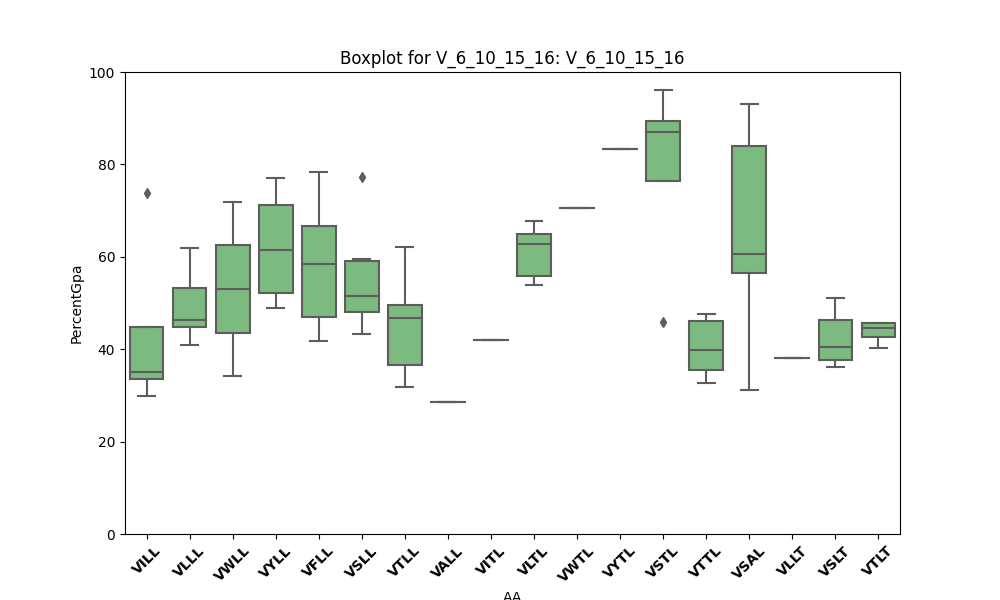 Boxplot for V_6_10_15_16: V_6_10_15_16
PercentGpa
100
80
60
40
20
0
VILL VLLL VWLL VYLL VFLL VSLL VTLL VALL VITL VLTL VWTL VYTL VSTL VTTL VSAL VLLT VSLT VTLT
AA